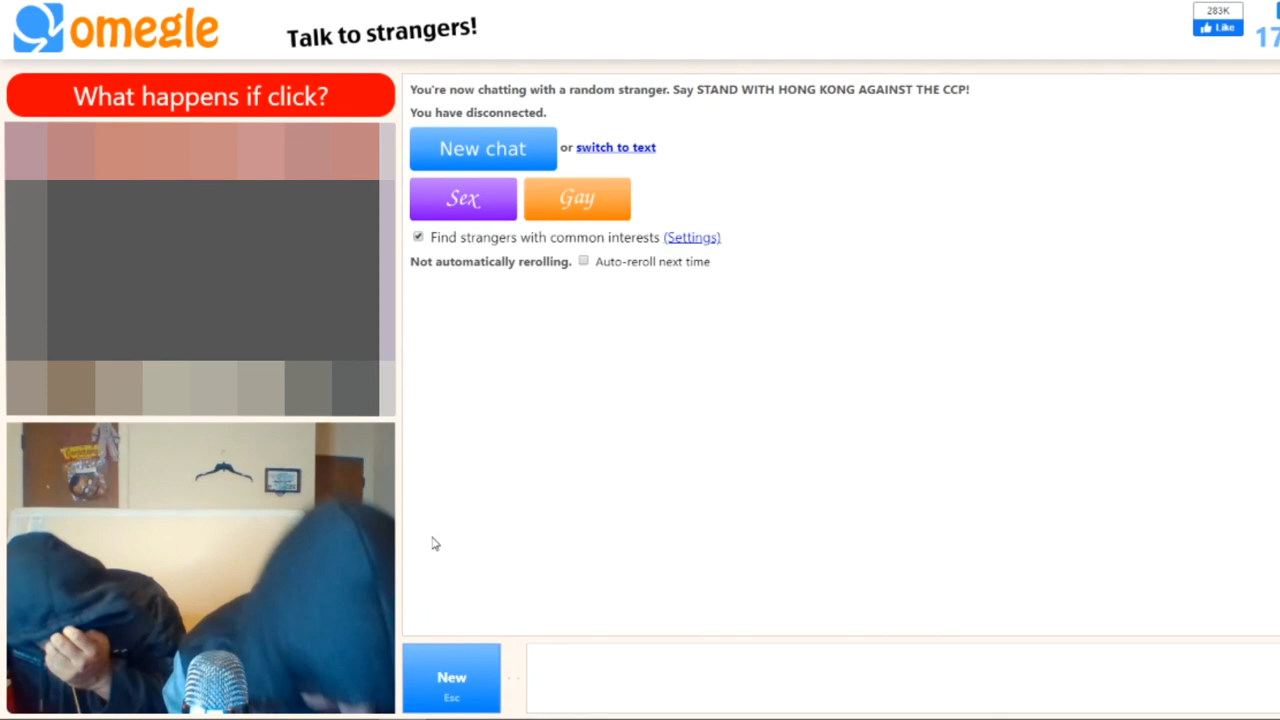 omegle
Talk to strangers!
283K
Like
17
What happens if click?
You're now chatting with a random stranger. Say STAND WITH HONG KONG AGAINST THE CCP!
You have disconnected.
New chat or switch to text
Sex Gay
Find strangers with common interests (Settings)
Not automatically rerolling. Auto-reroll next time
New
Esc